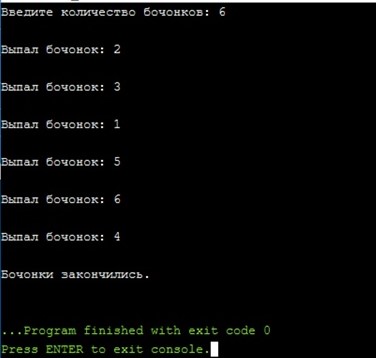 Введите количество бочонков: 6
Выпал бочонок: 2
Выпал бочонок: 3
Выпал бочонок: 1
Выпал бочонок: 5
Выпал бочонок: 6
Выпал бочонок: 4
Бочонки закончились.
...Program finished with exit code 0
Press ENTER to exit console.